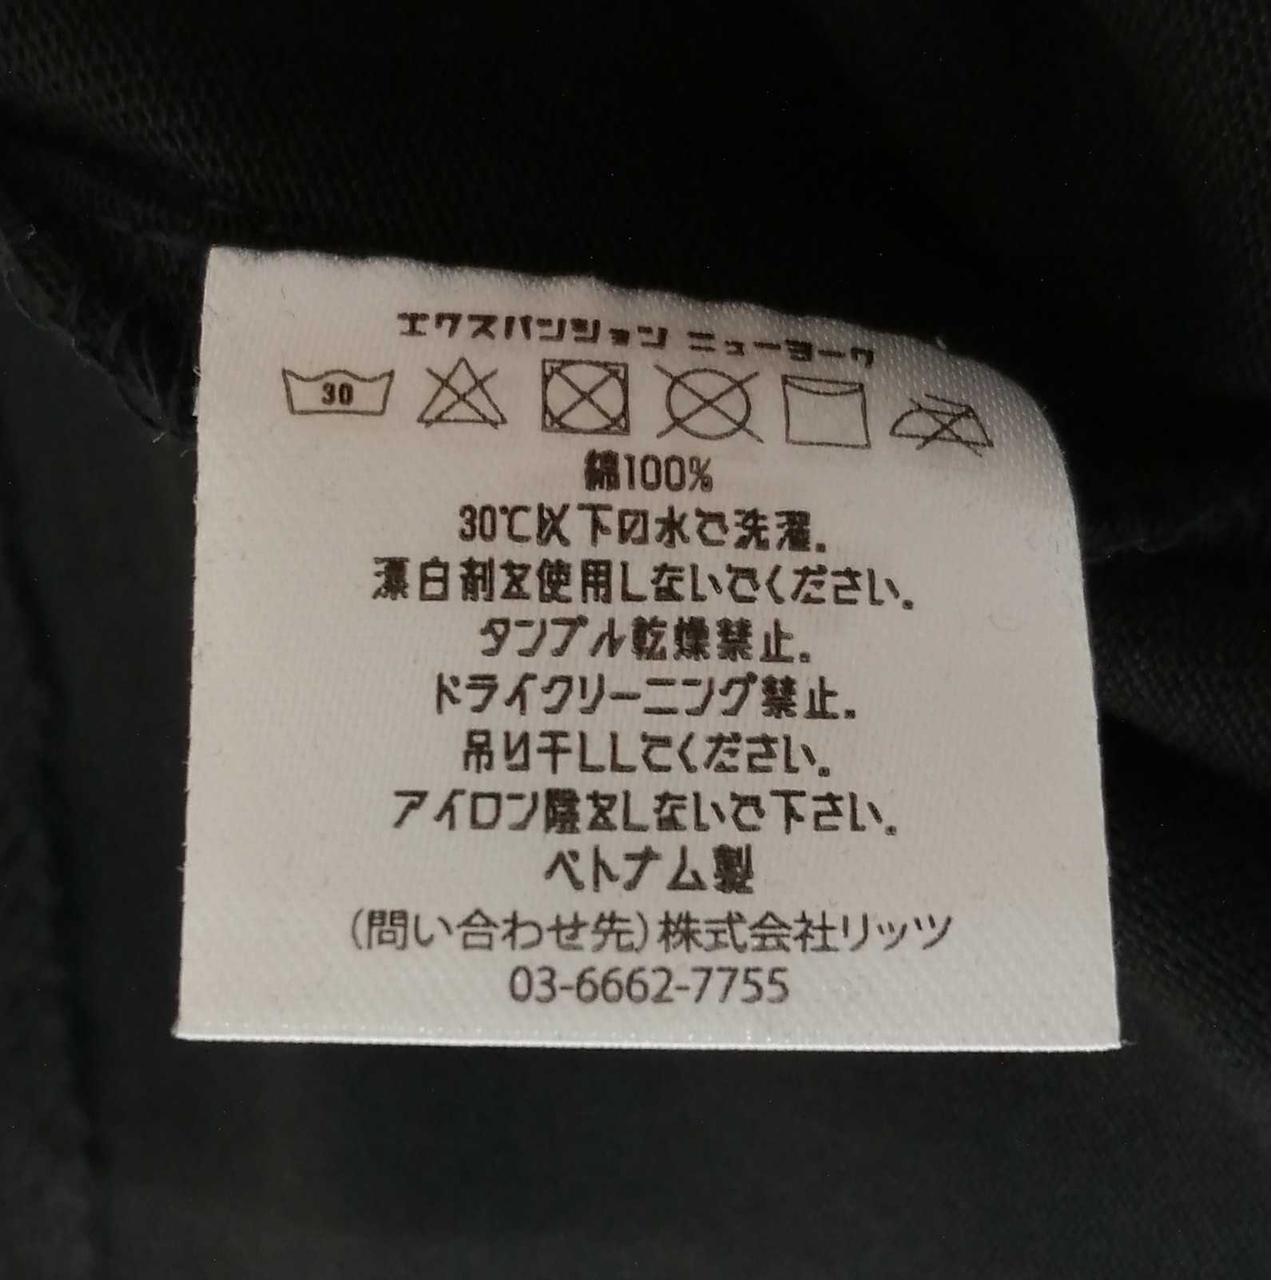 エクスパンション ニューヨーク
30
綿100%
30℃以下の水で洗濯.
漂白剤を使用しないでください.
タンブル乾燥禁止.
ドライクリーニング禁止.
吊り干ししてください.
アイロン陰をしないで下さい.
ベトナム製
(問い合わせ先)株式会社リッツ
03-6662-7755